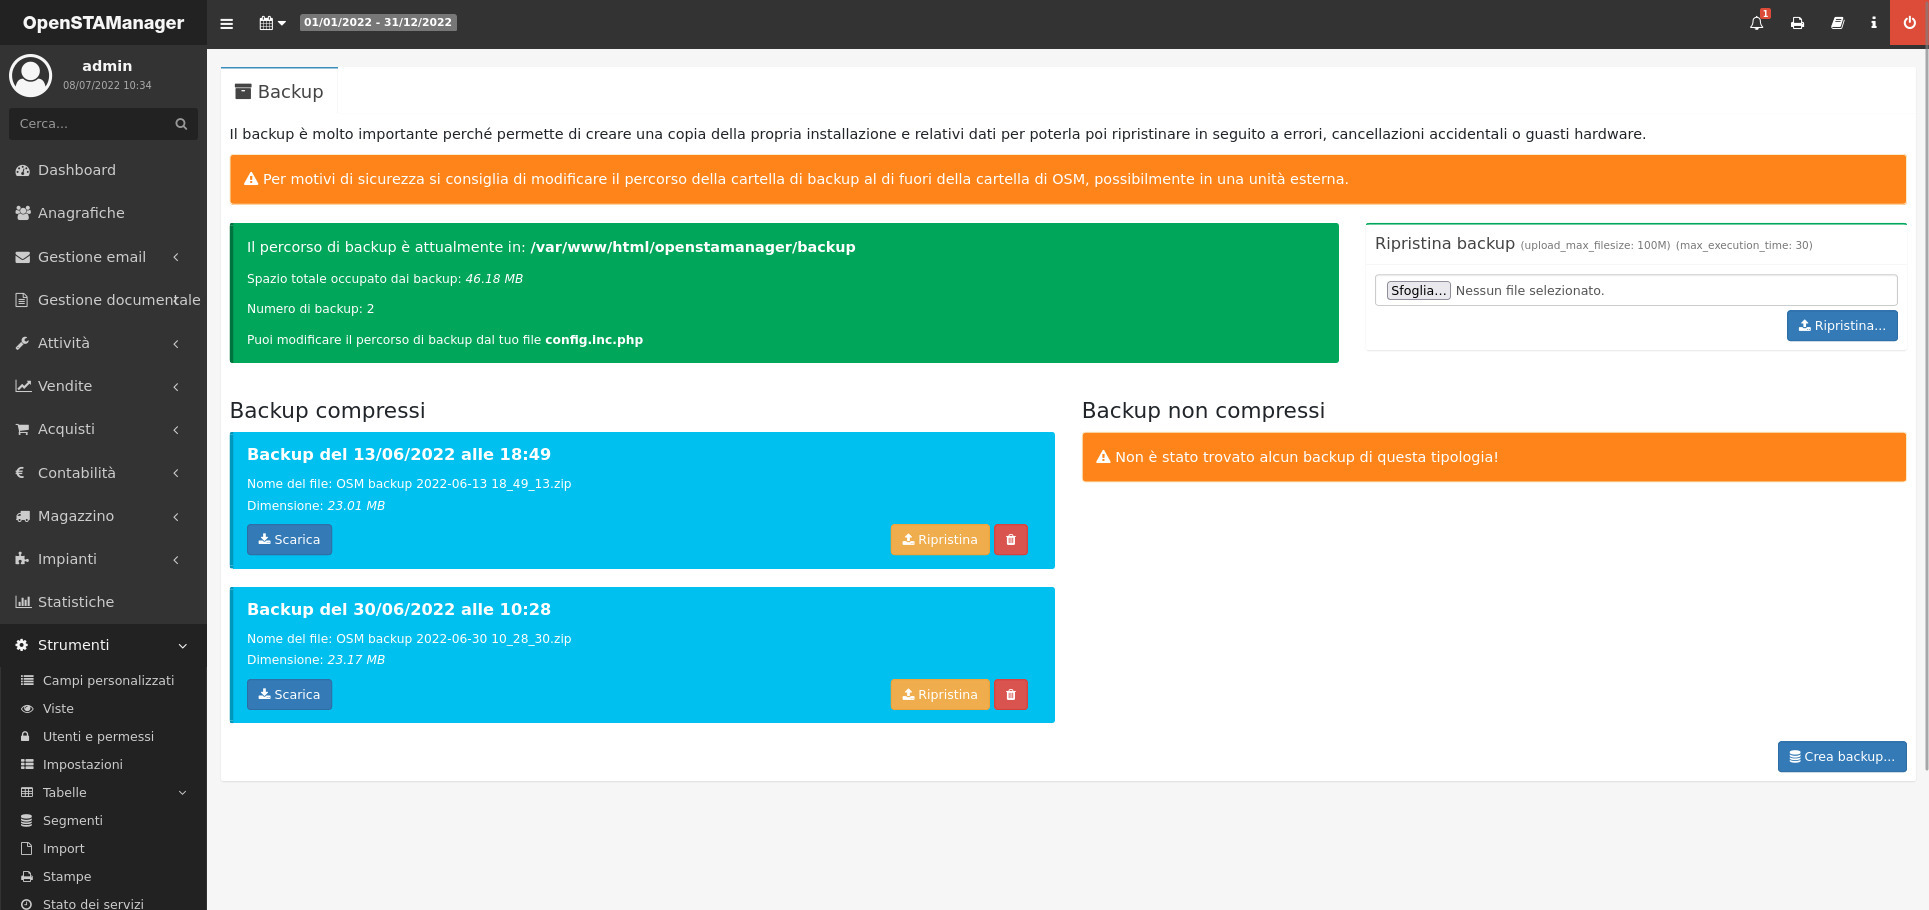 OpenSTAManager
01/01/2022 - 31/12/2022
1
admin
08/07/2022 10:34
Cerca...
Dashboard
Anagrafiche
Gestione email
Gestione documentale
Attività
Vendite
Acquisti
Contabilità
Magazzino
Impianti
Statistiche
Strumenti
Campi personalizzati
Viste
Utenti e permessi
Impostazioni
Tabelle
Segmenti
Import
Stampe
Stato dei servizi
Backup
Il backup è molto importante perché permette di creare una copia della propria installazione e relativi dati per poterla poi ripristinare in seguito a errori, cancellazioni accidentali o guasti hardware.
Per motivi di sicurezza si consiglia di modificare il percorso della cartella di backup al di fuori della cartella di OSM, possibilmente in una unità esterna.
Il percorso di backup è attualmente in: /var/www/html/openstamanager/backup
Spazio totale occupato dai backup: 46.18 MB
Numero di backup: 2
Puoi modificare il percorso di backup dal tuo file config.inc.php
Ripristina backup (upload_max_filesize: 100M) (max_execution_time: 30)
Sfoglia... Nessun file selezionato.
Ripristina...
Backup compressi
Backup del 13/06/2022 alle 18:49
Nome del file: OSM backup 2022-06-13 18_49_13.zip
Dimensione: 23.01 MB
Scarica
Ripristina
Backup del 30/06/2022 alle 10:28
Nome del file: OSM backup 2022-06-30 10_28_30.zip
Dimensione: 23.17 MB
Scarica
Ripristina
Backup non compressi
Non è stato trovato alcun backup di questa tipologia!
Crea backup...